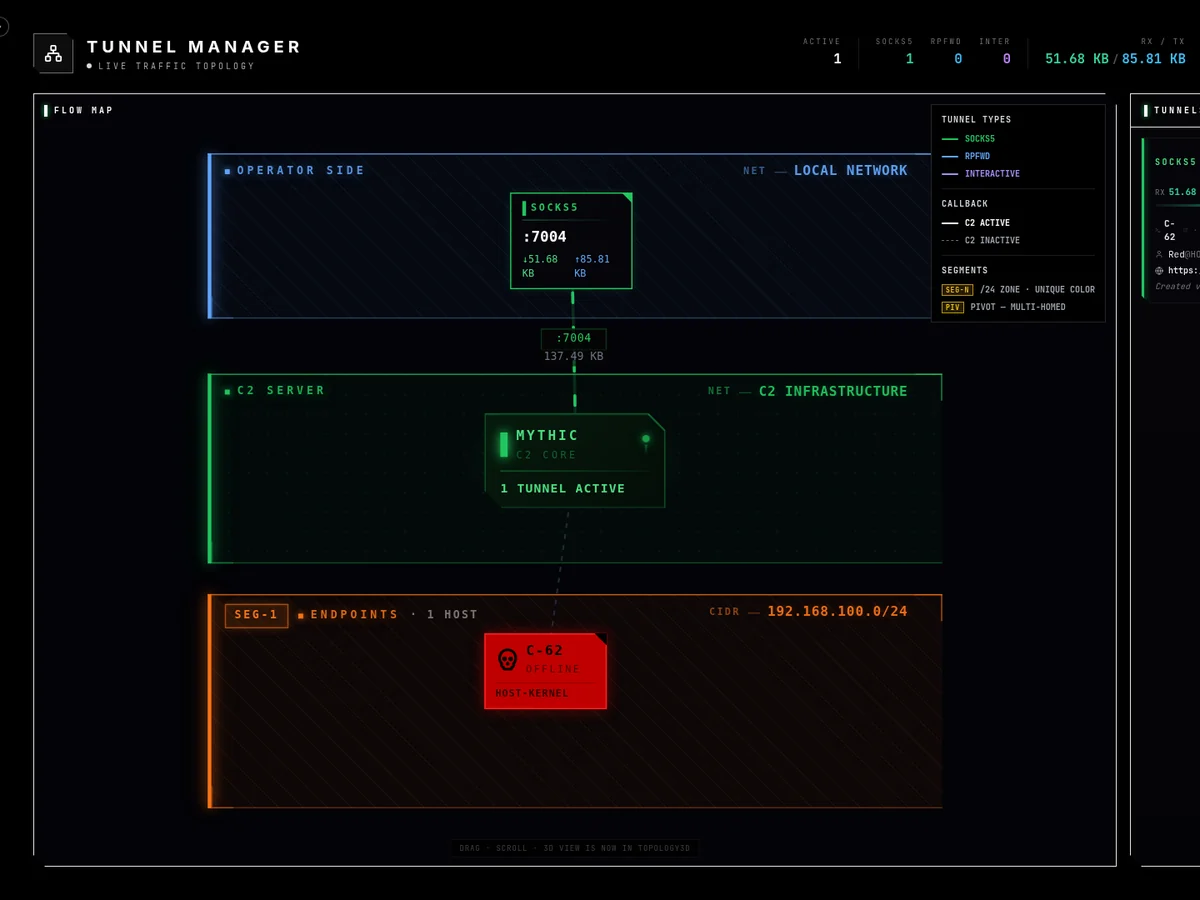 TUNNEL MANAGER
LIVE TRAFFIC TOPOLOGY
ACTIVE
1
SOCKS5 RPFWD INTER
1 0 0
RX / TX
51.68 KB / 85.81 KB
FLOW MAP
OPERATOR SIDE
NET — LOCAL NETWORK
SOCKS5
:7004
↓51.68 KB ↑85.81 KB
:7004
137.49 KB
C2 SERVER
NET — C2 INFRASTRUCTURE
MYTHIC
C2 CORE
1 TUNNEL ACTIVE
SEG-1 ENDPOINTS · 1 HOST
CIDR — 192.168.100.0/24
C-62
OFFLINE
HOST-KERNEL
DRAG · SCROLL · 3D VIEW IS NOW IN TOPOLOGY3D
TUNNEL TYPES
SOCKS5
RPFWD
INTERACTIVE
CALLBACK
C2 ACTIVE
C2 INACTIVE
SEGMENTS
SEG-N /24 ZONE · UNIQUE COLOR
PIV PIVOT — MULTI-HOMED
TUNNEL
SOCKS5
RX 51.68
C-
62
Red@HO
https:
Created v